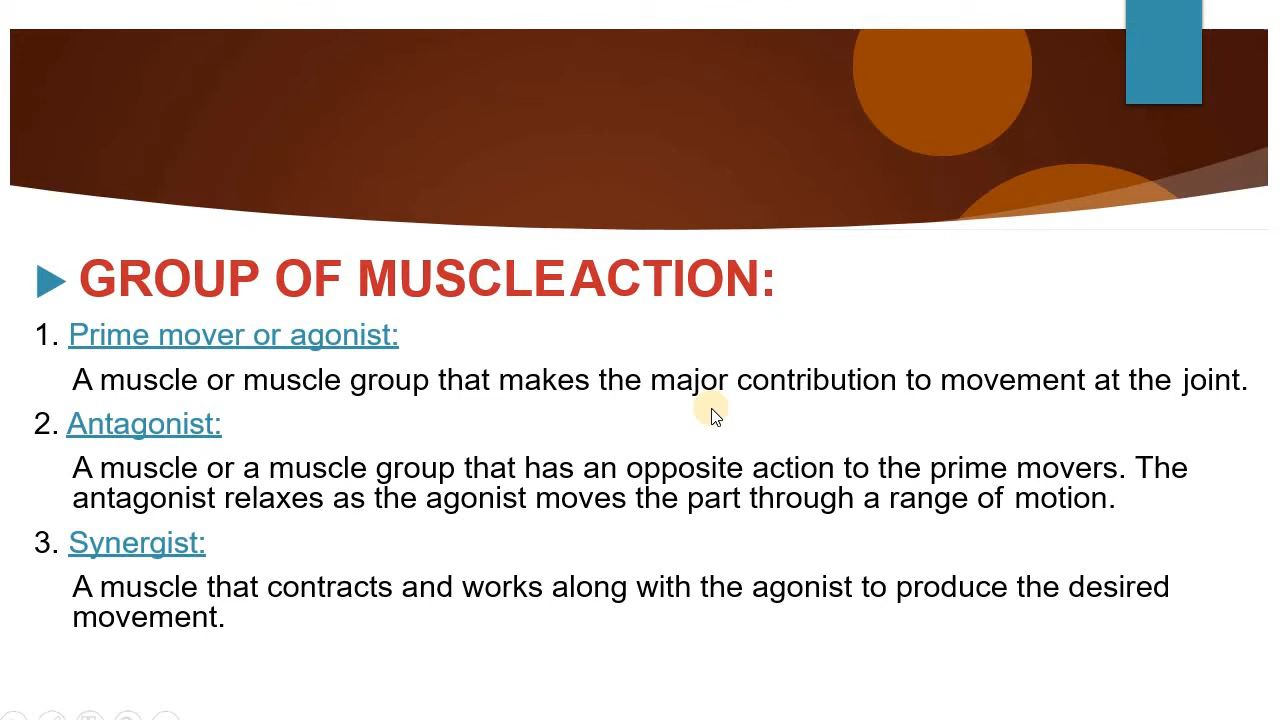 GROUP OF MUSCLE ACTION:
1. Prime mover or agonist:
A muscle or muscle group that makes the major contribution to movement at the joint.
2. Antagonist:
A muscle or a muscle group that has an opposite action to the prime movers. The
antagonist relaxes as the agonist moves the part through a range of motion.
3. Synergist:
A muscle that contracts and works along with the agonist to produce the desired
movement.